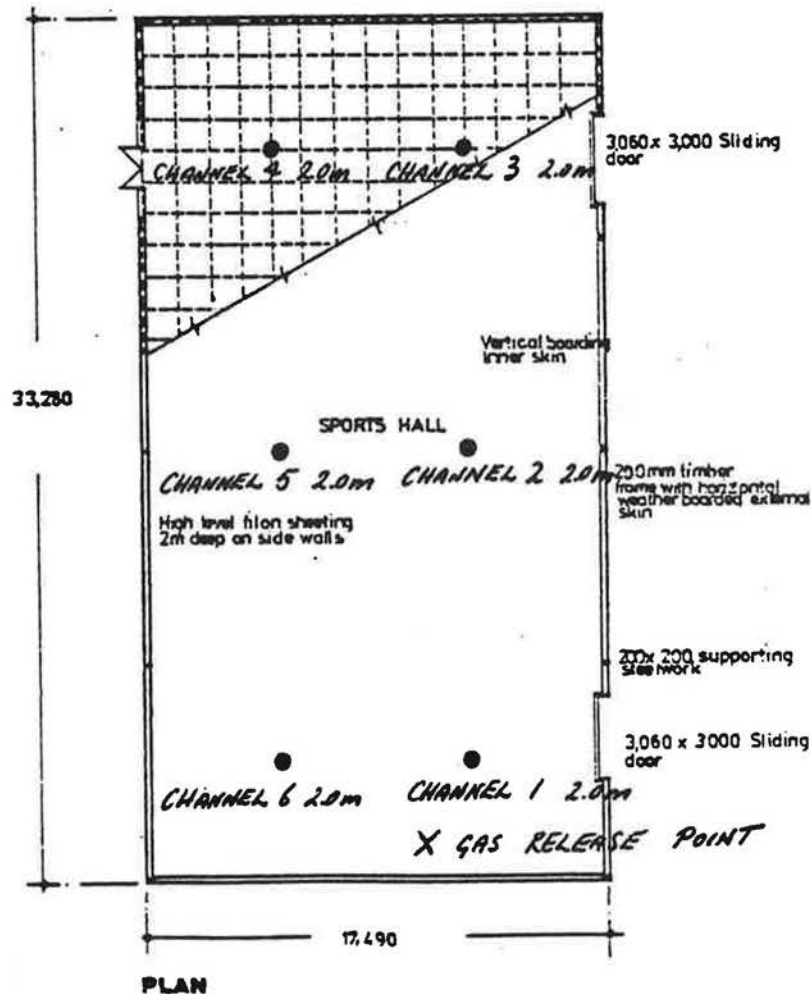 3,060 x 3,000 Sliding
door
CHANNEL 4 2.0m
CHANNEL 3 2.0m
Vertical boarding
inner skin
33,280
SPORTS HALL
CHANNEL 5 2.0m
CHANNEL 2 2.0m
200mm timber
frame with horizontal
weather boarded external
skin
High level filon sheeting
2m deep on side walls
200x 200 supporting
steelwork
3,060 x 3000 Sliding
door
CHANNEL 6 2.0m
CHANNEL 1 2.0m
X GAS RELEASE POINT
17,490
PLAN